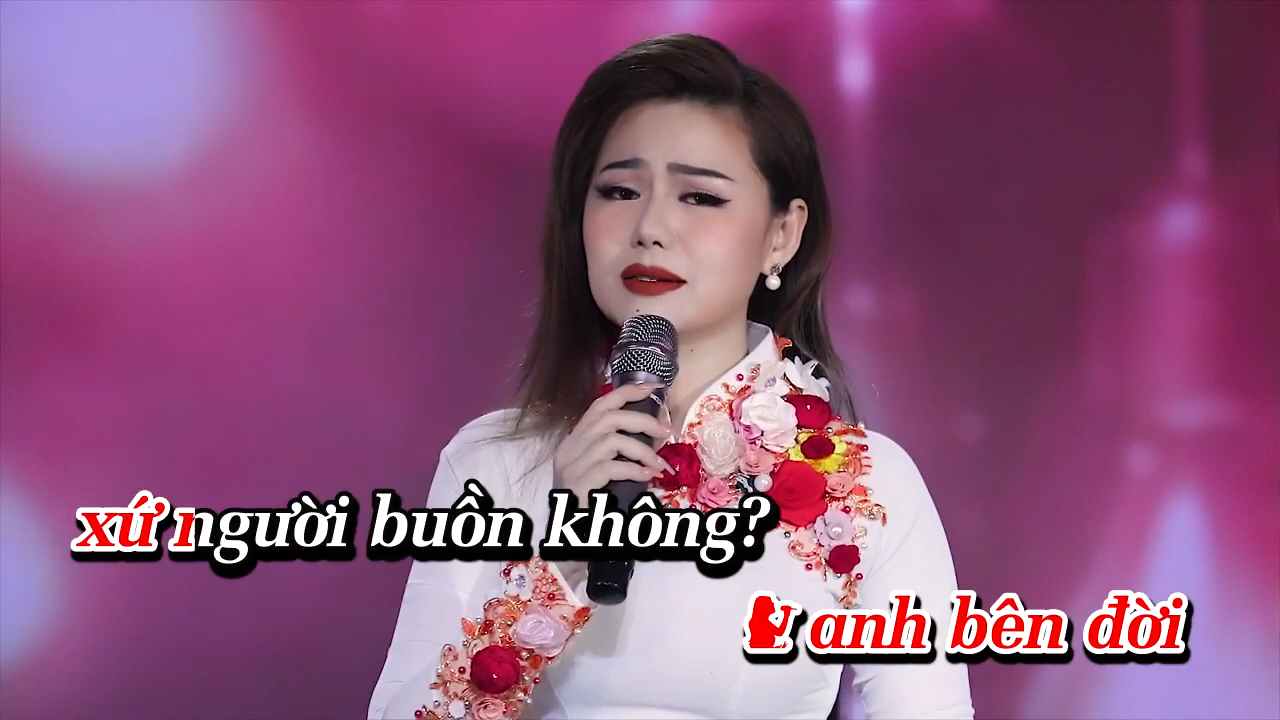 xứ người buồn không?
anh bên đời